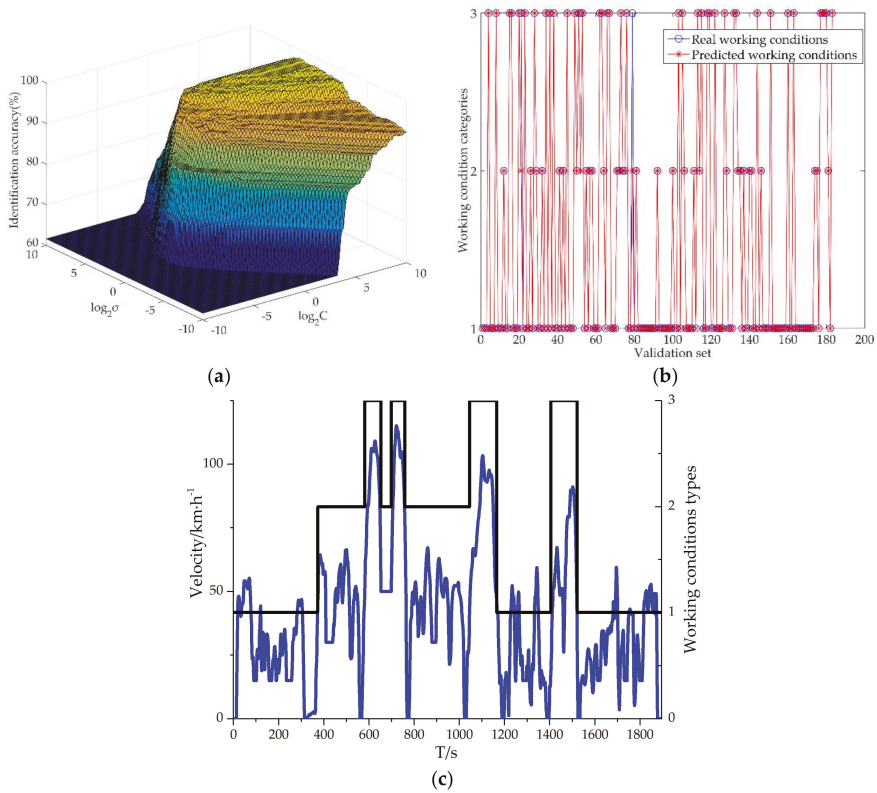 Identification accuracy(%)
100
90
80
70
60
10
5
0
-5
-10
log2σ
-10
-5
0
5
10
log2C
(a)
Working condition categories
3
2
1
Real working conditions
Predicted working conditions
0 20 40 60 80 100 120 140 160 180 200
Validation set
(b)
Velocity/km·h-1
100
50
0
3
2
1
0
Working conditions types
0 200 400 600 800 1000 1200 1400 1600 1800
T/s
(c)